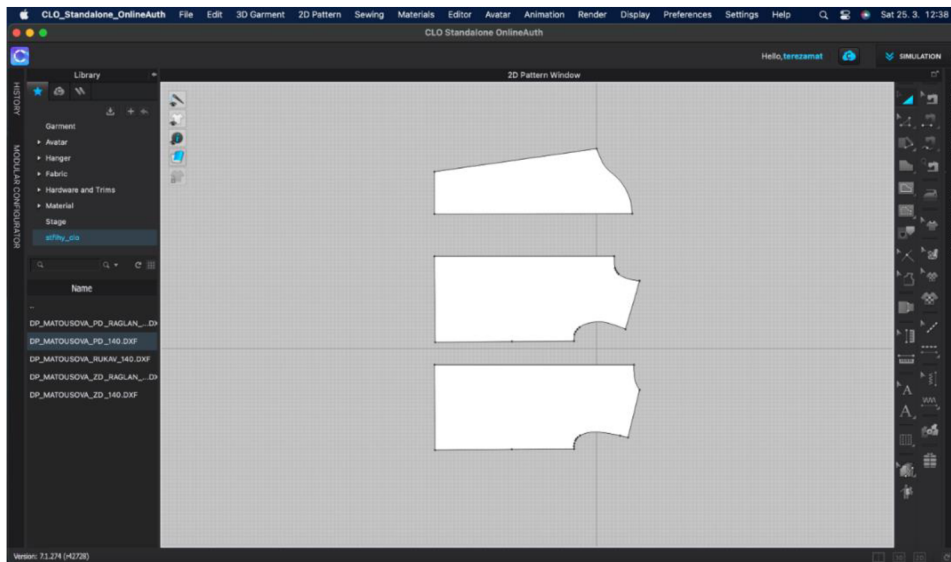 CLO_Standalone_OnlineAuth File Edit 3D Garment 2D Pattern Sewing Materials Editor Avatar Animation Render Display Preferences Settings Help Sat 25. 3. 12:38
CLO Standalone OnlineAuth
Hello, terezamat SIMULATION
Library
2D Pattern Window
HISTORY
MODULAR CONFIGURATOR
Garment
Avatar
Hanger
Fabric
Hardware and Trims
Material
Stage
Name
..
DP_MATOUSOVA_PD_RAGLAN_...DX
DP_MATOUSOVA_PD_140.DXF
DP_MATOUSOVA_RUKAV_140.DXF
DP_MATOUSOVA_ZD_RAGLAN_...DX
DP_MATOUSOVA_ZD_140.DXF
Version: 7.1.274 (r42728)